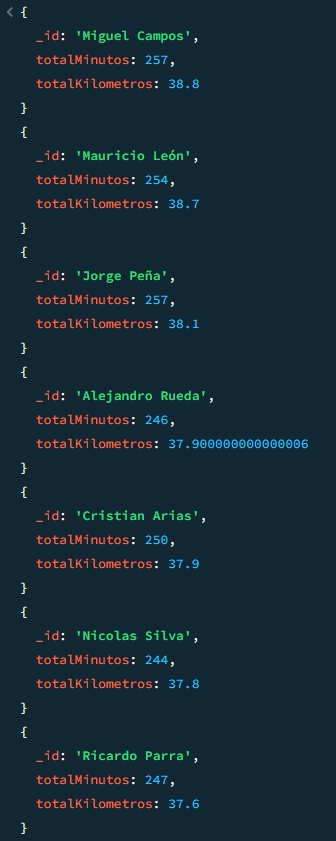 {
_id: 'Miguel Campos',
totalMinutos: 257,
totalKilometros: 38.8
}
{
_id: 'Mauricio León',
totalMinutos: 254,
totalKilometros: 38.7
}
{
_id: 'Jorge Peña',
totalMinutos: 257,
totalKilometros: 38.1
}
{
_id: 'Alejandro Rueda',
totalMinutos: 246,
totalKilometros: 37.900000000000006
}
{
_id: 'Cristian Arias',
totalMinutos: 250,
totalKilometros: 37.9
}
{
_id: 'Nicolas Silva',
totalMinutos: 244,
totalKilometros: 37.8
}
{
_id: 'Ricardo Parra',
totalMinutos: 247,
totalKilometros: 37.6
}